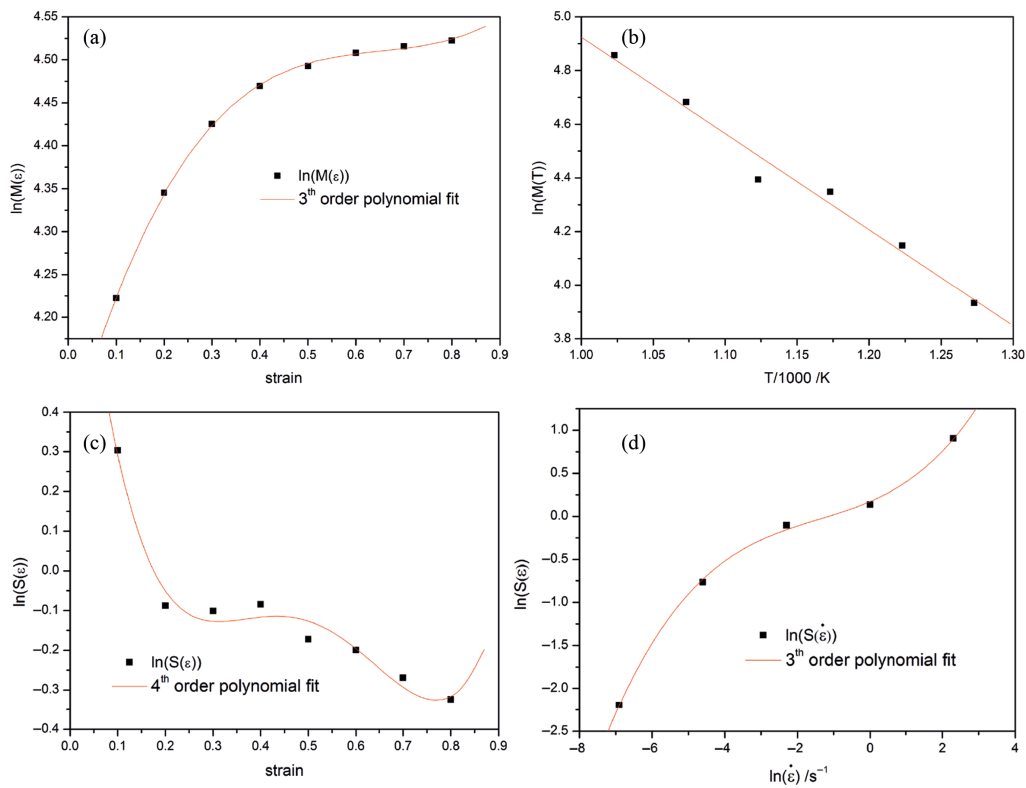 (a)
4.55
4.50
4.45
4.40
4.35
4.30
4.25
4.20
ln(M(ε))
ln(M(ε))
3th order polynomial fit
0.0 0.1 0.2 0.3 0.4 0.5 0.6 0.7 0.8 0.9
strain
(b)
5.0
4.8
4.6
4.4
4.2
4.0
3.8
ln(M(T))
1.00 1.05 1.10 1.15 1.20 1.25 1.30
T/1000 /K
(c)
0.4
0.3
0.2
0.1
0.0
−0.1
−0.2
−0.3
−0.4
ln(S(ε))
ln(S(ε))
4th order polynomial fit
0.0 0.1 0.2 0.3 0.4 0.5 0.6 0.7 0.8 0.9
strain
(d)
1.0
0.5
0.0
−0.5
−1.0
−1.5
−2.0
−2.5
ln(S(ε))
ln(S(ε̇))
3th order polynomial fit
−8 −6 −4 −2 0 2 4
ln(ε̇) /s−1